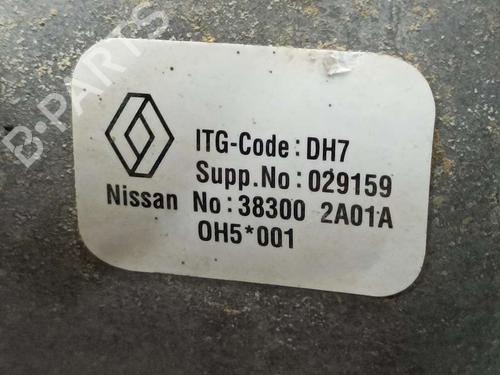 B-PARTS
ITG-Code: DH7
Supp.No: 029159
Nissan No: 38300 2A01A
OH5*001